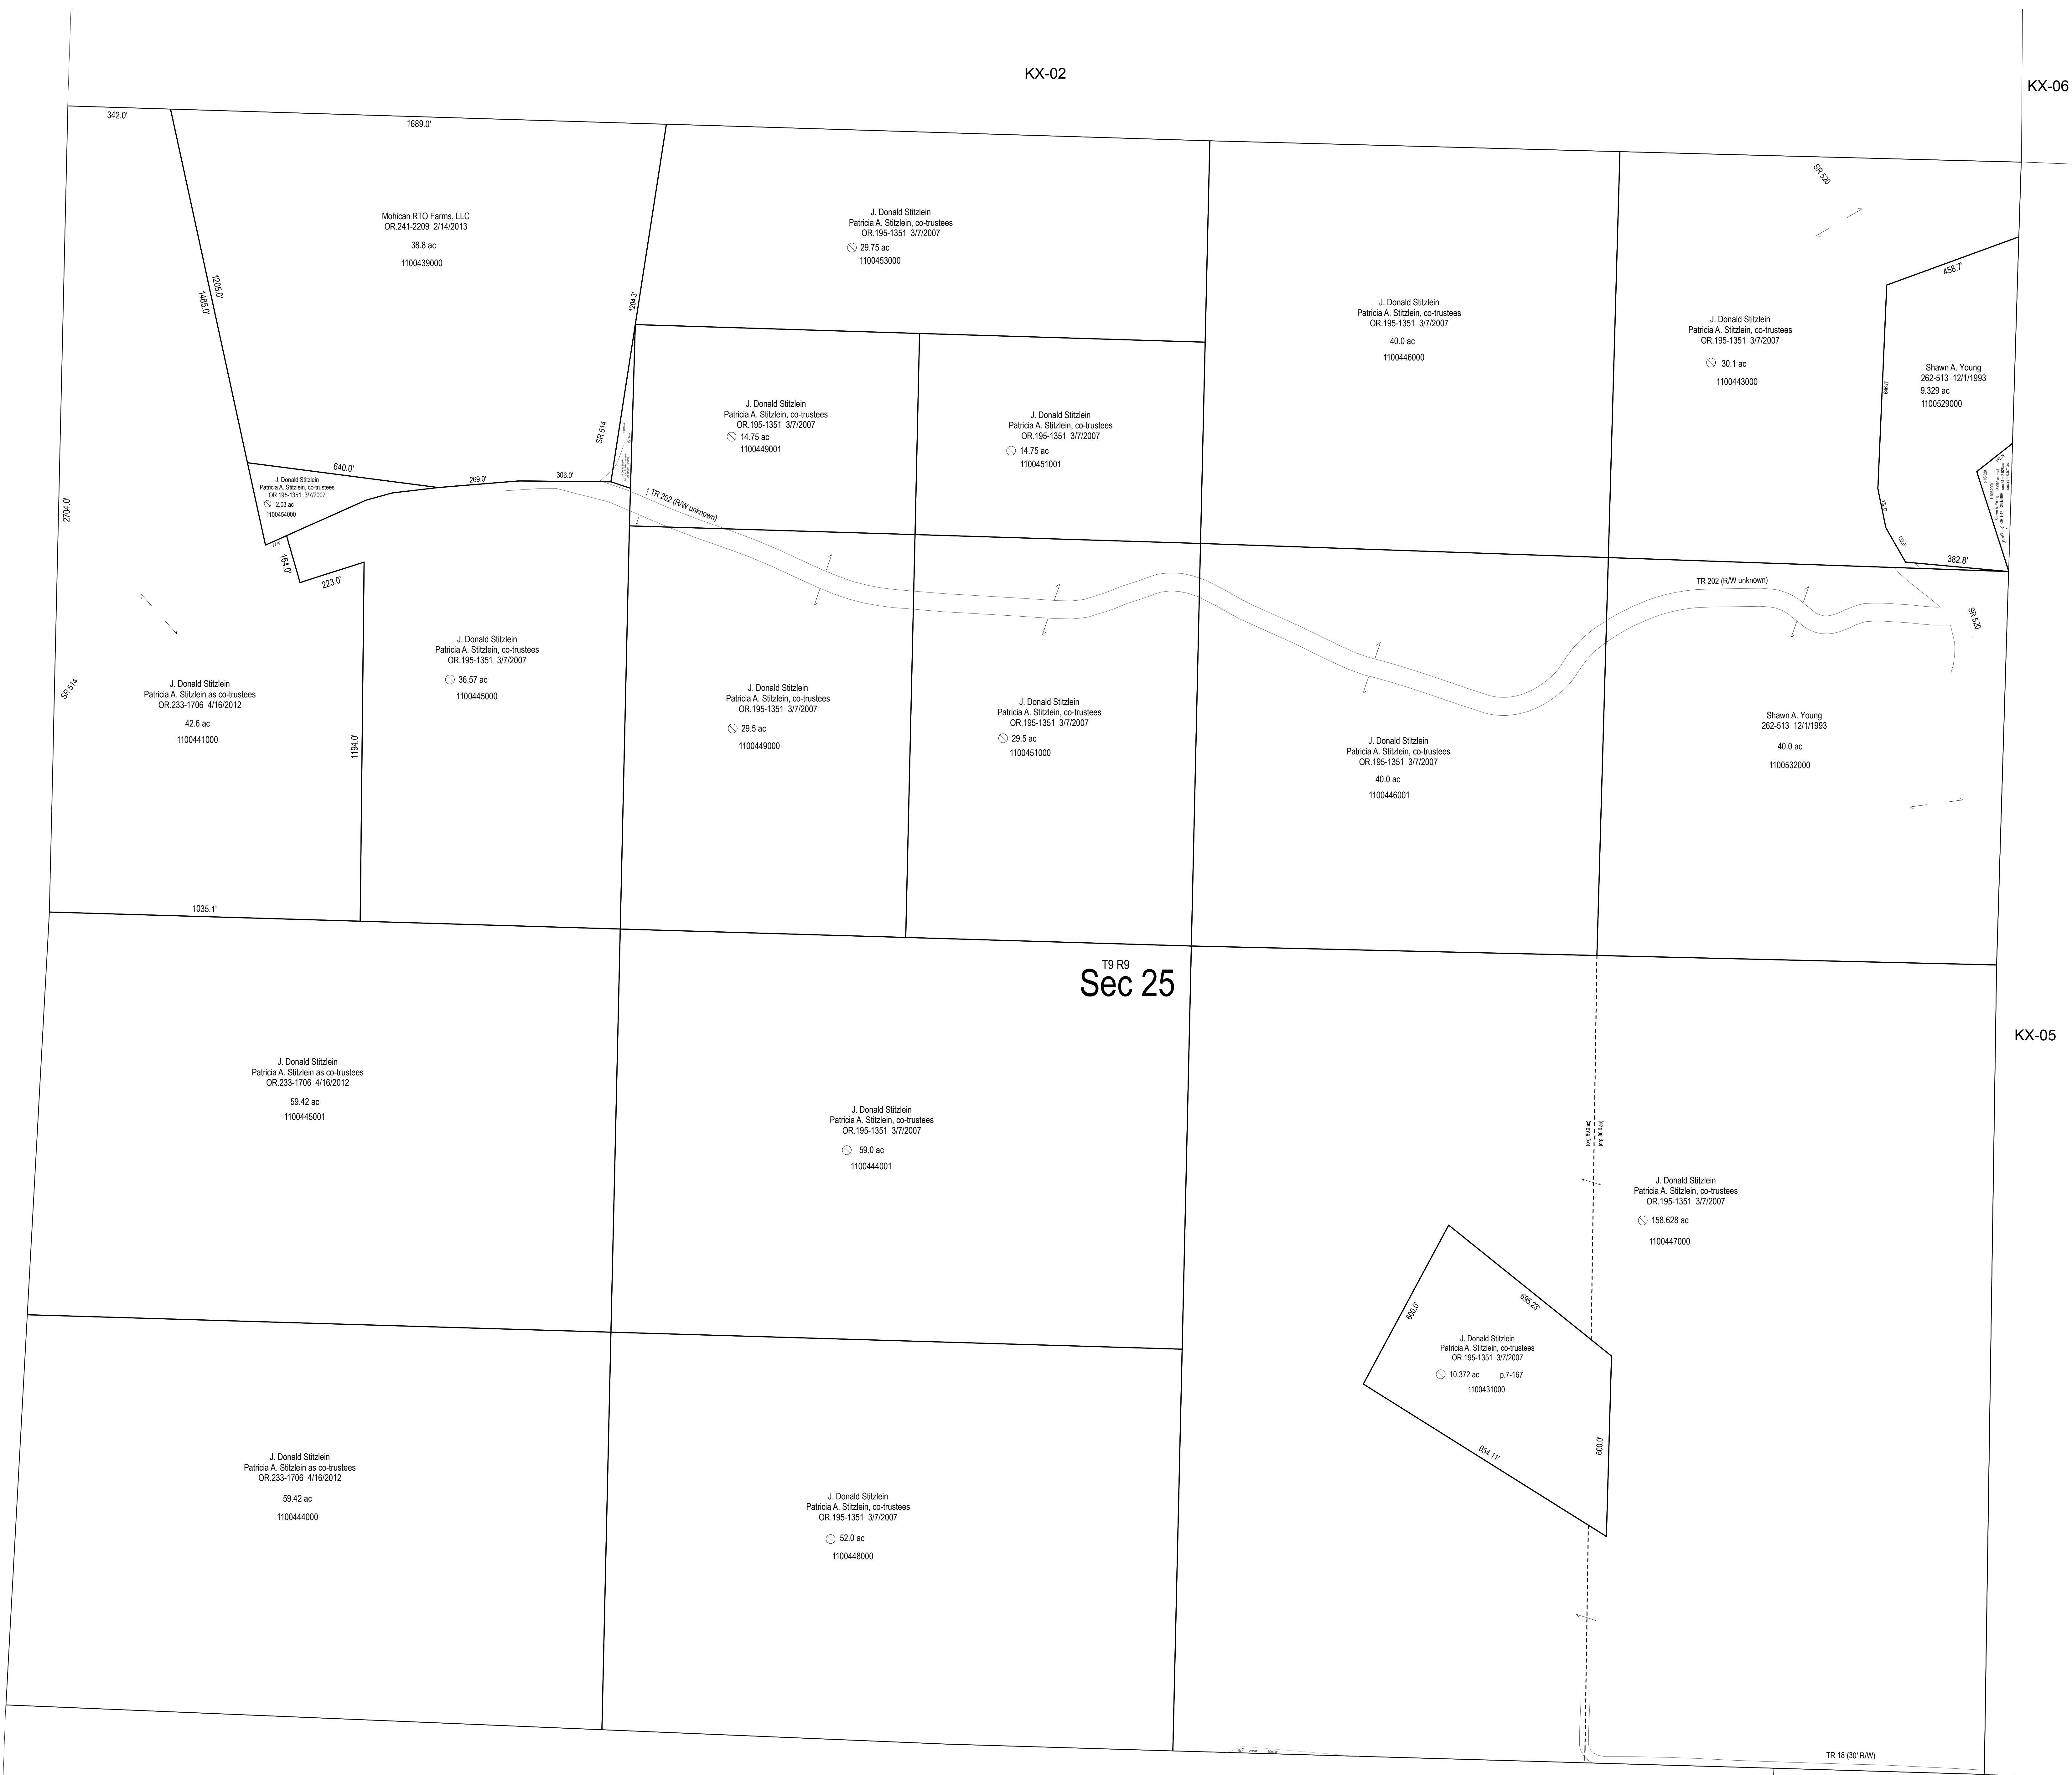 KX-02
KX-06
342.0'
1689.0'
SR 520
Mohican RTO Farms, LLC
OR.241-2209 2/14/2013
38.8 ac
1100439000
J. Donald Stitzlein
Patricia A. Stitzlein, co-trustees
OR.195-1351 3/7/2007
29.75 ac
1100453000
458.7'
1205.0'
1485.0'
1204.3'
J. Donald Stitzlein
Patricia A. Stitzlein, co-trustees
OR.195-1351 3/7/2007
40.0 ac
1100446000
J. Donald Stitzlein
Patricia A. Stitzlein, co-trustees
OR.195-1351 3/7/2007
30.1 ac
1100443000
Shawn A. Young
262-513 12/1/1993
9.329 ac
1100529000
646.8'
J. Donald Stitzlein
Patricia A. Stitzlein, co-trustees
OR.195-1351 3/7/2007
14.75 ac
1100449001
J. Donald Stitzlein
Patricia A. Stitzlein, co-trustees
OR.195-1351 3/7/2007
14.75 ac
1100451001
SR 514
640.0'
269.0'
306.0'
J. Donald Stitzlein
Patricia A. Stitzlein, co-trustees
OR.195-1351 3/7/2007
2.03 ac
1100454000
TR 202 (R/W unknown)
2704.0'
164.0'
223.0'
382.8'
TR 202 (R/W unknown)
SR 520
J. Donald Stitzlein
Patricia A. Stitzlein, co-trustees
OR.195-1351 3/7/2007
36.57 ac
1100445000
SR 514
J. Donald Stitzlein
Patricia A. Stitzlein as co-trustees
OR.233-1706 4/16/2012
42.6 ac
1100441000
1194.0'
J. Donald Stitzlein
Patricia A. Stitzlein, co-trustees
OR.195-1351 3/7/2007
29.5 ac
1100449000
J. Donald Stitzlein
Patricia A. Stitzlein, co-trustees
OR.195-1351 3/7/2007
29.5 ac
1100451000
J. Donald Stitzlein
Patricia A. Stitzlein, co-trustees
OR.195-1351 3/7/2007
40.0 ac
1100446001
Shawn A. Young
262-513 12/1/1993
40.0 ac
1100532000
1035.1'
T9 R9
Sec 25
KX-05
J. Donald Stitzlein
Patricia A. Stitzlein as co-trustees
OR.233-1706 4/16/2012
59.42 ac
1100445001
J. Donald Stitzlein
Patricia A. Stitzlein, co-trustees
OR.195-1351 3/7/2007
59.0 ac
1100444001
(org. 89.0 ac)
(org. 80.0 ac)
J. Donald Stitzlein
Patricia A. Stitzlein, co-trustees
OR.195-1351 3/7/2007
158.628 ac
1100447000
600.0'
695.23'
J. Donald Stitzlein
Patricia A. Stitzlein, co-trustees
OR.195-1351 3/7/2007
10.372 ac p.7-167
1100431000
954.11'
600.0'
J. Donald Stitzlein
Patricia A. Stitzlein as co-trustees
OR.233-1706 4/16/2012
59.42 ac
1100444000
J. Donald Stitzlein
Patricia A. Stitzlein, co-trustees
OR.195-1351 3/7/2007
52.0 ac
1100448000
TR 18 (30' R/W)